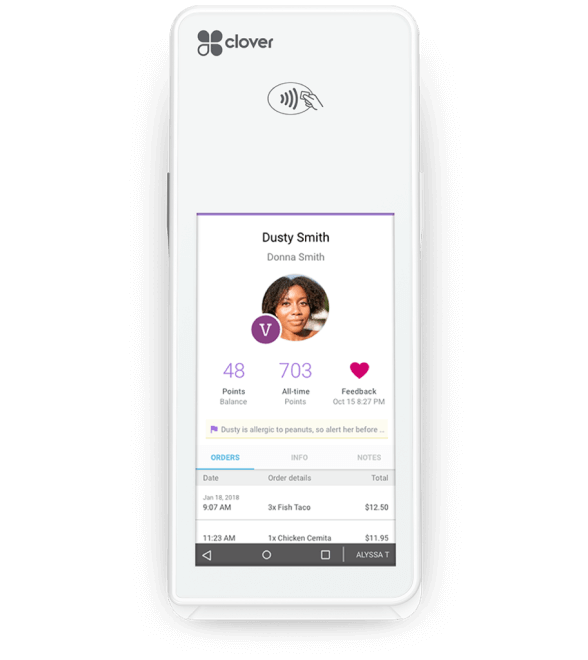 clover
Dusty Smith
Donna Smith
V
48 703
Points All-time Feedback
Balance Points Oct 15 8:27 PM
Dusty is allergic to peanuts, so alert her before ...
ORDERS INFO NOTES
Date Order details Total
Jan 18, 2018
9:07 AM 3x Fish Taco $12.50
11:23 AM 1x Chicken Cemita $11.95
ALYSSA T